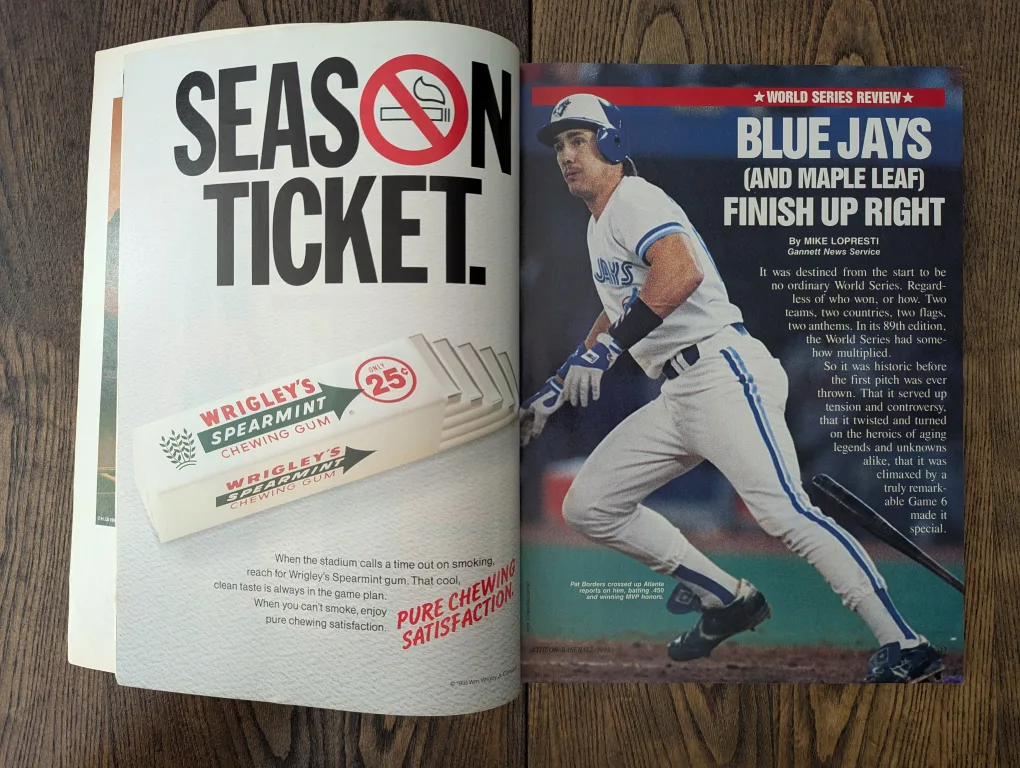 SEASON
TICKET.
WRIGLEY'S
SPEARMINT
CHEWING GUM
ONLY
25¢
WRIGLEY'S
SPEARMINT
CHEWING GUM
When the stadium calls a time out on smoking,
reach for Wrigley's Spearmint gum. That cool,
clean taste is always in the game plan.
When you can't smoke, enjoy
pure chewing satisfaction.
PURE CHEWING
SATISFACTION.
★WORLD SERIES REVIEW★
BLUE JAYS
(AND MAPLE LEAF)
FINISH UP RIGHT
By MIKE LOPRESTI
Gannett News Service
It was destined from the start to be
no ordinary World Series. Regard-
less of who won, or how. Two
teams, two countries, two flags,
two anthems. In its 89th edition,
the World Series had some-
how multiplied.
So it was historic before
the first pitch was ever
thrown. That it served up
tension and controversy,
that it twisted and turned
on the heroics of aging
legends and unknowns
alike, that it was
climaxed by a
truly remark-
able Game 6
made it
special.
JAYS
Pat Borders crossed up Atlanta
reports on him, batting .450
and winning MVP honors.